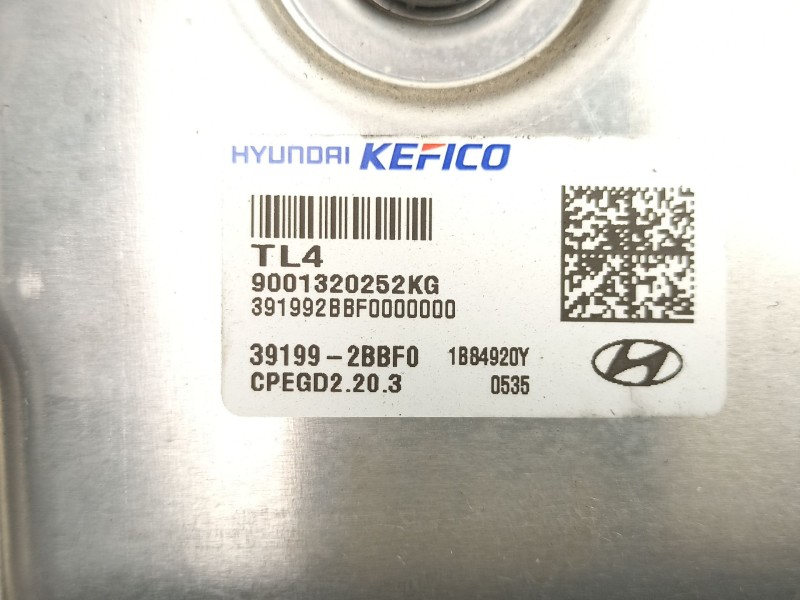 HYUNDAI KEFICO
TL4
9001320252KG
391992BBF0000000
39199-2BBF0 1B84920Y
CPEGD2.20.3 0535